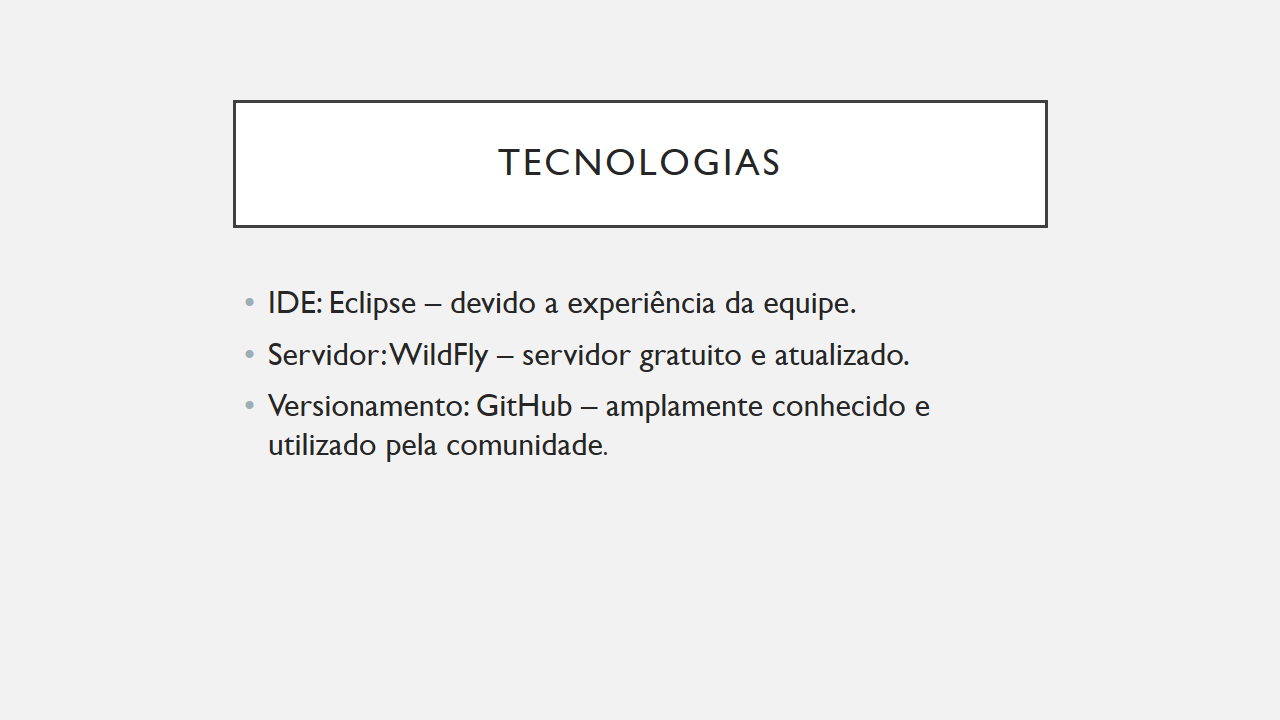 TECNOLOGIAS
• IDE: Eclipse – devido a experiência da equipe.
• Servidor: WildFly – servidor gratuito e atualizado.
• Versionamento: GitHub – amplamente conhecido e
utilizado pela comunidade.